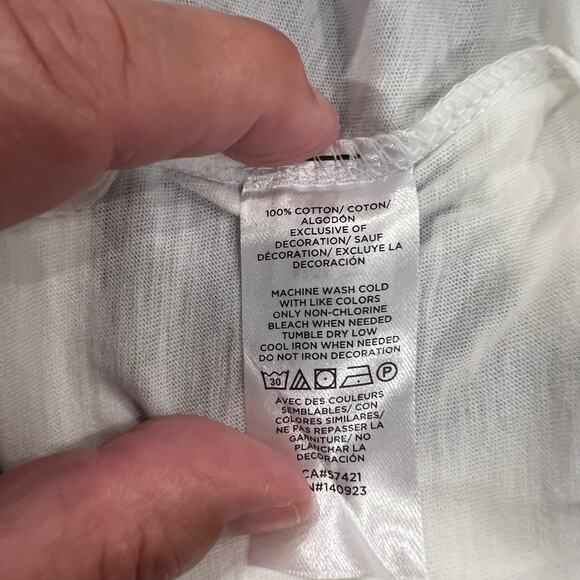 100% COTTON/ COTON/
ALGODÓN
EXCLUSIVE OF
DECORATION/ SAUF
DÉCORATION/ EXCLUYE LA
DECORACIÓN
MACHINE WASH COLD
WITH LIKE COLORS
ONLY NON-CHLORINE
BLEACH WHEN NEEDED
TUMBLE DRY LOW
COOL IRON WHEN NEEDED
DO NOT IRON DECORATION
30 P
AVEC DES COULEURS
SEMBLABLES/ CON
COLORES SIMILARES/
NE PAS REPASSER LA
GARNITURE/ NO
PLANCHAR LA
DECORACIÓN
CA#57421
N#140923